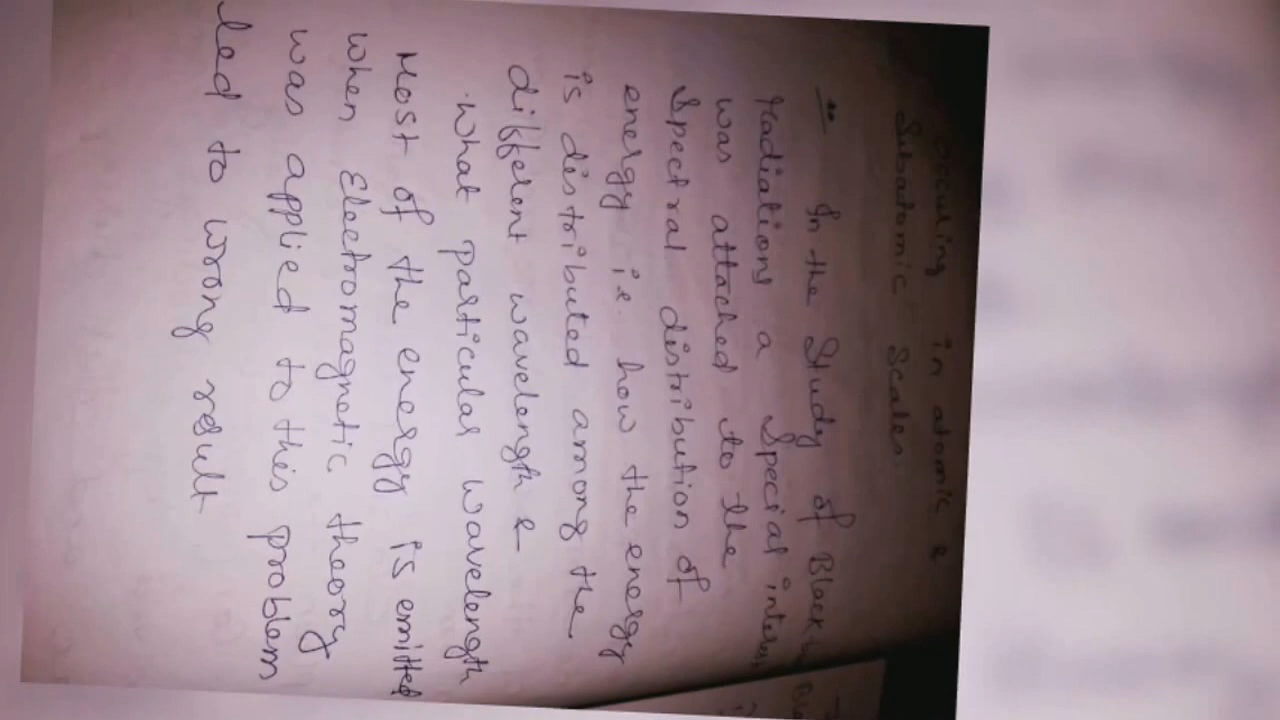 occuring in atomic &
Subatomic Scales.
In the Study of Black
radiations a Special
was attached to the
Spectral distribution of
energy i.e. how the energy
is distributed among the
different wavelength &
what particular wavelength
Most of the energy is emitted
when Electromagnetic theory
was applied to this problem
led to wrong result